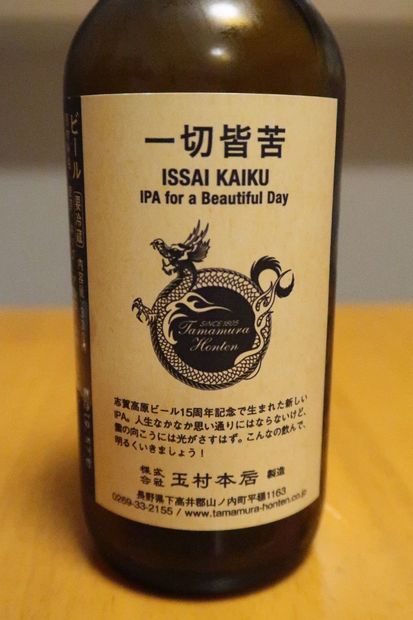 一切皆苦
ISSAI KAIKU
IPA for a Beautiful Day
SINCE 1805
Tamamura
Honten
志賀高原ビール15周年記念で生まれた新しい
IPA。人生なかなか思い通りにはならないけど、
雲の向こうには光がさすはず。こんなの飲んで、
明るくいきましょう！
株式会社 玉村本店 製造
長野県下高井郡山ノ内町平穏1163
0269-33-2155 / www.tamamura-honten.co.jp
ビール
(要冷蔵)